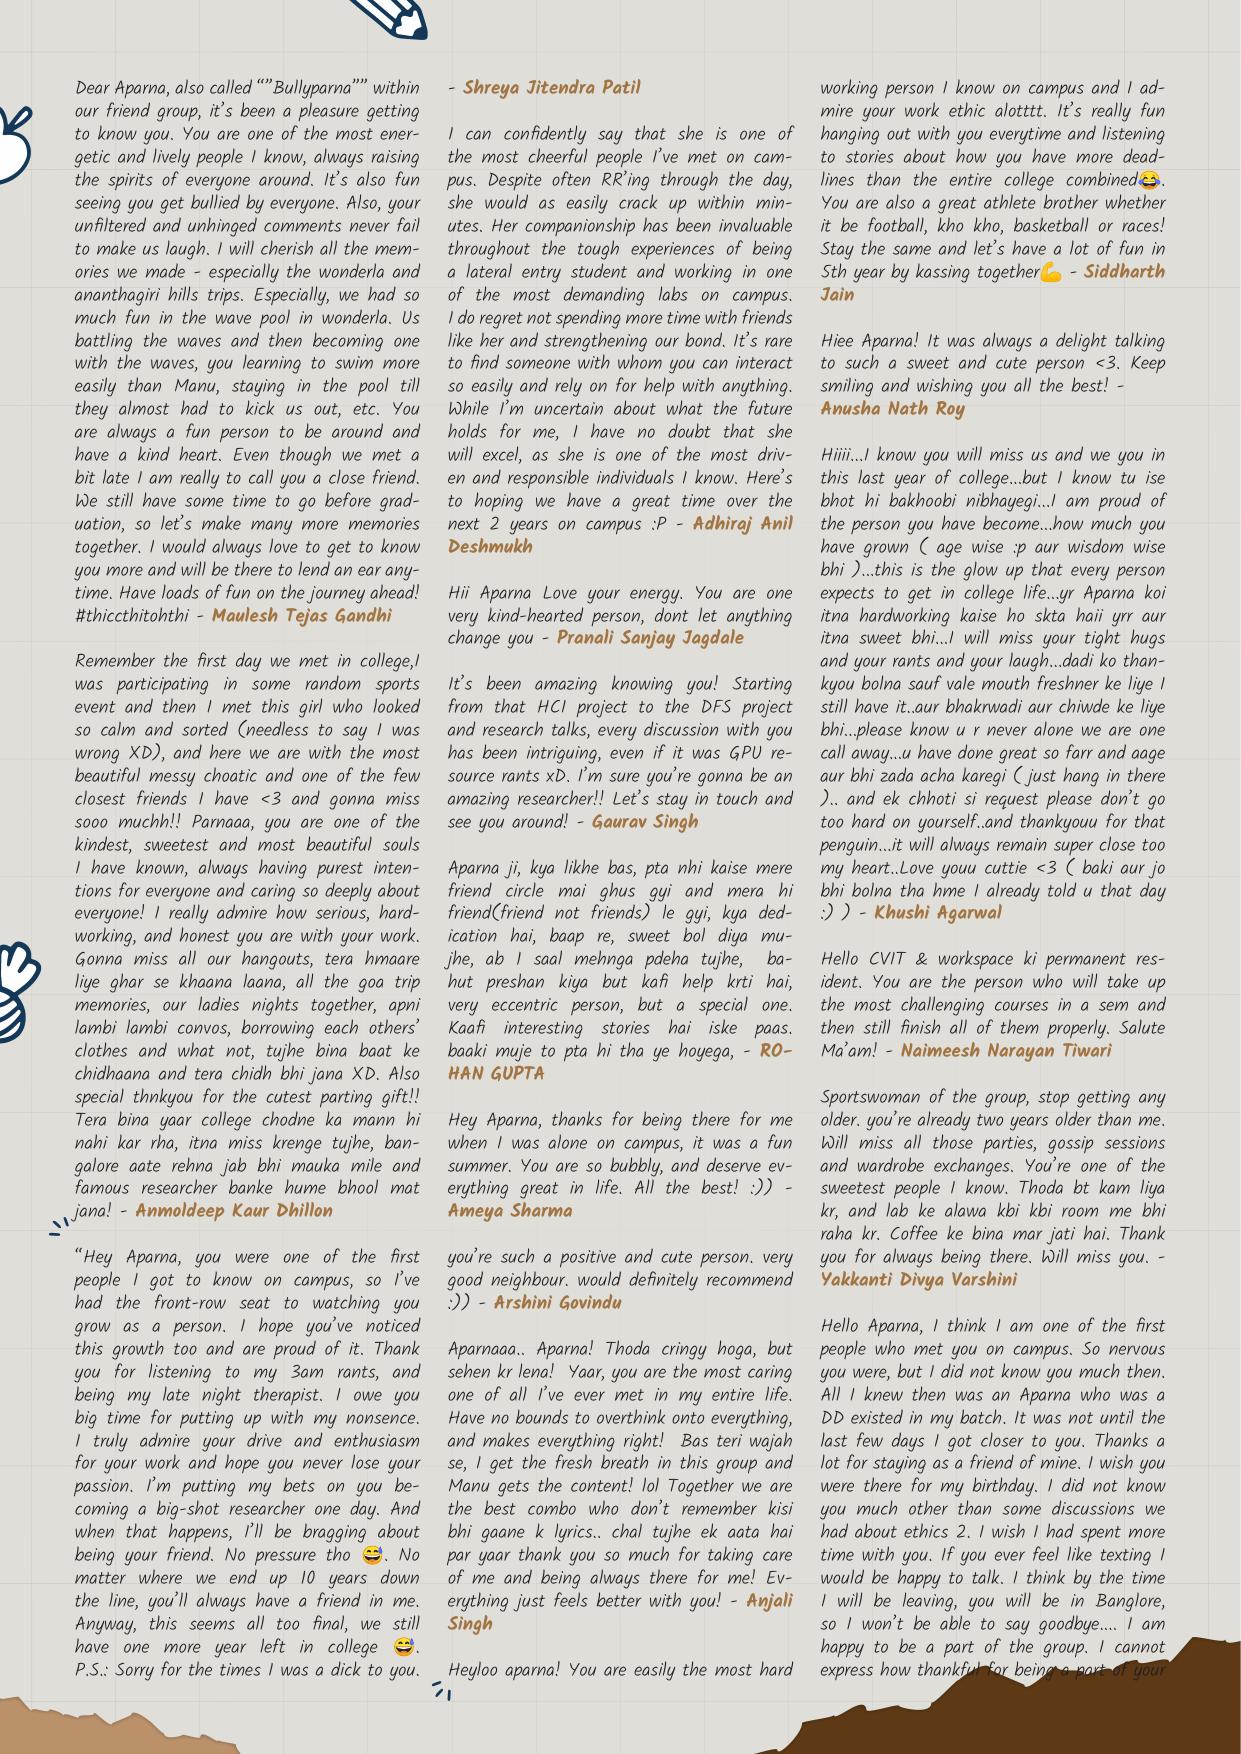 Dear Aparna, also called “”Bullyparna”” within
our friend group, it’s been a pleasure getting
to know you. You are one of the most ener-
getic and lively people I know, always raising
the spirits of everyone around. It’s also fun
seeing you get bullied by everyone. Also, your
unfiltered and unhinged comments never fail
to make us laugh. I will cherish all the mem-
ories we made - especially the wonderla and
ananthagiri hills trips. Especially, we had so
much fun in the wave pool in wonderla. Us
battling the waves and then becoming one
with the waves, you learning to swim more
easily than Manu, staying in the pool till
they almost had to kick us out, etc. You
are always a fun person to be around and
have a kind heart. Even though we met a
bit late I am really to call you a close friend.
We still have some time to go before grad-
uation, so let’s make many more memories
together. I would always love to get to know
you more and will be there to lend an ear any-
time. Have loads of fun on the journey ahead!
#thiccthitohthi - Maulesh Tejas Gandhi
Remember the first day we met in college,I
was participating in some random sports
event and then I met this girl who looked
so calm and sorted (needless to say I was
wrong XD), and here we are with the most
beautiful messy choatic and one of the few
closest friends I have <3 and gonna miss
sooo muchh!! Parnaaa, you are one of the
kindest, sweetest and most beautiful souls
I have known, always having purest inten-
tions for everyone and caring so deeply about
everyone! I really admire how serious, hard-
working, and honest you are with your work.
Gonna miss all our hangouts, tera hmaare
liye ghar se khaana laana, all the goa trip
memories, our ladies nights together, apni
lambi lambi convos, borrowing each others’
clothes and what not, tujhe bina baat ke
chidhaana and tera chidh bhi jana XD. Also
special thnkyou for the cutest parting gift!!
Tera bina yaar college chodne ka mann hi
nahi kar rha, itna miss krenge tujhe, ban-
galore aate rehna jab bhi mauka mile and
famous researcher banke hume bhool mat
jana! - Anmoldeep Kaur Dhillon
“Hey Aparna, you were one of the first
people I got to know on campus, so I’ve
had the front-row seat to watching you
grow as a person. I hope you’ve noticed
this growth too and are proud of it. Thank
you for listening to my 3am rants, and
being my late night therapist. I owe you
big time for putting up with my nonsence.
I truly admire your drive and enthusiasm
for your work and hope you never lose your
passion. I’m putting my bets on you be-
coming a big-shot researcher one day. And
when that happens, I’ll be bragging about
being your friend. No pressure tho 😅. No
matter where we end up 10 years down
the line, you’ll always have a friend in me.
Anyway, this seems all too final, we still
have one more year left in college 😅.
P.S.: Sorry for the times I was a dick to you.
- Shreya Jitendra Patil
I can confidently say that she is one of
the most cheerful people I’ve met on cam-
pus. Despite often RR’ing through the day,
she would as easily crack up within min-
utes. Her companionship has been invaluable
throughout the tough experiences of being
a lateral entry student and working in one
of the most demanding labs on campus.
I do regret not spending more time with friends
like her and strengthening our bond. It’s rare
to find someone with whom you can interact
so easily and rely on for help with anything.
While I’m uncertain about what the future
holds for me, I have no doubt that she
will excel, as she is one of the most driv-
en and responsible individuals I know. Here’s
to hoping we have a great time over the
next 2 years on campus :P - Adhiraj Anil
Deshmukh
Hii Aparna Love your energy. You are one
very kind-hearted person, dont let anything
change you - Pranali Sanjay Jagdale
It’s been amazing knowing you! Starting
from that HCI project to the DFS project
and research talks, every discussion with you
has been intriguing, even if it was GPU re-
source rants xD. I’m sure you’re gonna be an
amazing researcher!! Let’s stay in touch and
see you around! - Gaurav Singh
Aparna ji, kya likhe bas, pta nhi kaise mere
friend circle mai ghus gyi and mera hi
friend(friend not friends) le gyi, kya ded-
ication hai, baap re, sweet bol diya mu-
jhe, ab I saal mehnga pdeha tujhe, ba-
hut preshan kiya but kafi help krti hai,
very eccentric person, but a special one.
Kaafi interesting stories hai iske paas.
baaki muje to pta hi tha ye hoyega, - RO-
HAN GUPTA
Hey Aparna, thanks for being there for me
when I was alone on campus, it was a fun
summer. You are so bubbly, and deserve ev-
erything great in life. All the best! :)) -
Ameya Sharma
you’re such a positive and cute person. very
good neighbour. would definitely recommend
:)) - Arshini Govindu
Aparnaaa.. Aparna! Thoda cringy hoga, but
sehen kr lena! Yaar, you are the most caring
one of all I’ve ever met in my entire life.
Have no bounds to overthink onto everything,
and makes everything right! Bas teri wajah
se, I get the fresh breath in this group and
Manu gets the content! lol Together we are
the best combo who don’t remember kisi
bhi gaane k lyrics.. chal tujhe ek aata hai
par yaar thank you so much for taking care
of me and being always there for me! Ev-
erything just feels better with you! - Anjali
Singh
Heyloo aparna! You are easily the most hard
working person I know on campus and I ad-
mire your work ethic alotttt. It’s really fun
hanging out with you everytime and listening
to stories about how you have more dead-
lines than the entire college combined😂.
You are also a great athlete brother whether
it be football, kho kho, basketball or races!
Stay the same and let’s have a lot of fun in
5th year by kassing together💪 - Siddharth
Jain
Hiee Aparna! It was always a delight talking
to such a sweet and cute person <3. Keep
smiling and wishing you all the best! -
Anusha Nath Roy
Hiiii...I know you will miss us and we you in
this last year of college...but I know tu ise
bhot hi bakhoobi nibhayegi...I am proud of
the person you have become...how much you
have grown ( age wise :p aur wisdom wise
bhi )...this is the glow up that every person
expects to get in college life...yr Aparna koi
itna hardworking kaise ho skta haii yrr aur
itna sweet bhi...I will miss your tight hugs
and your rants and your laugh...dadi ko than-
kyou bolna sauf vale mouth freshner ke liye I
still have it..aur bhakrwadi aur chiwde ke liye
bhi...please know u r never alone we are one
call away...u have done great so farr and aage
aur bhi zada acha karegi ( just hang in there
).. and ek chhoti si request please don’t go
too hard on yourself..and thankyouu for that
penguin...it will always remain super close too
my heart..Love youu cuttie <3 ( baki aur jo
bhi bolna tha hme I already told u that day
:) ) - Khushi Agarwal
Hello CVIT & workspace ki permanent res-
ident. You are the person who will take up
the most challenging courses in a sem and
then still finish all of them properly. Salute
Ma’am! - Naimeesh Narayan Tiwari
Sportswoman of the group, stop getting any
older. you’re already two years older than me.
Will miss all those parties, gossip sessions
and wardrobe exchanges. You’re one of the
sweetest people I know. Thoda bt kam liya
kr, and lab ke alawa kbi kbi room me bhi
raha kr. Coffee ke bina mar jati hai. Thank
you for always being there. Will miss you. -
Yakkanti Divya Varshini
Hello Aparna, I think I am one of the first
people who met you on campus. So nervous
you were, but I did not know you much then.
All I knew then was an Aparna who was a
DD existed in my batch. It was not until the
last few days I got closer to you. Thanks a
lot for staying as a friend of mine. I wish you
were there for my birthday. I did not know
you much other than some discussions we
had about ethics 2. I wish I had spent more
time with you. If you ever feel like texting I
would be happy to talk. I think by the time
I will be leaving, you will be in Banglore,
so I won’t be able to say goodbye.... I am
happy to be a part of the group. I cannot
express how thankful for being a part of your